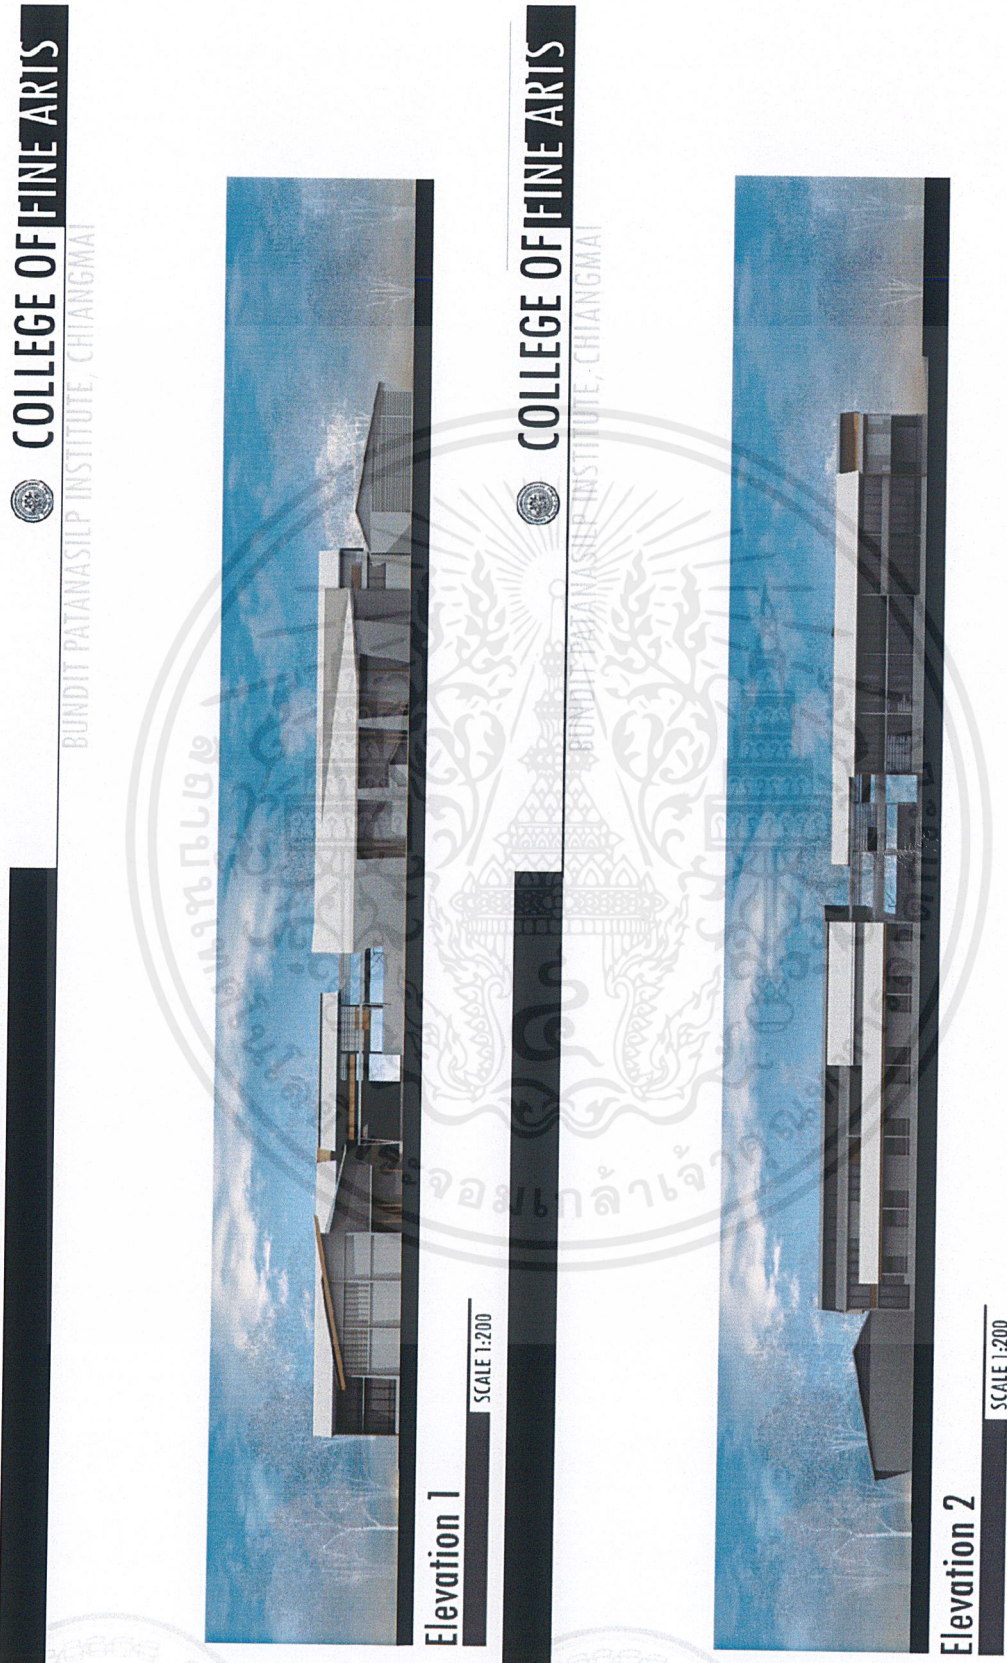 COLLEGE OF FINE ARTS
BUNDIT PATANASILP INSTITUTE, CHIANGMAI
Elevation 1
SCALE 1:200
COLLEGE OF FINE ARTS
BUNDIT PATANASILP INSTITUTE, CHIANGMAI
Elevation 2
SCALE 1:200